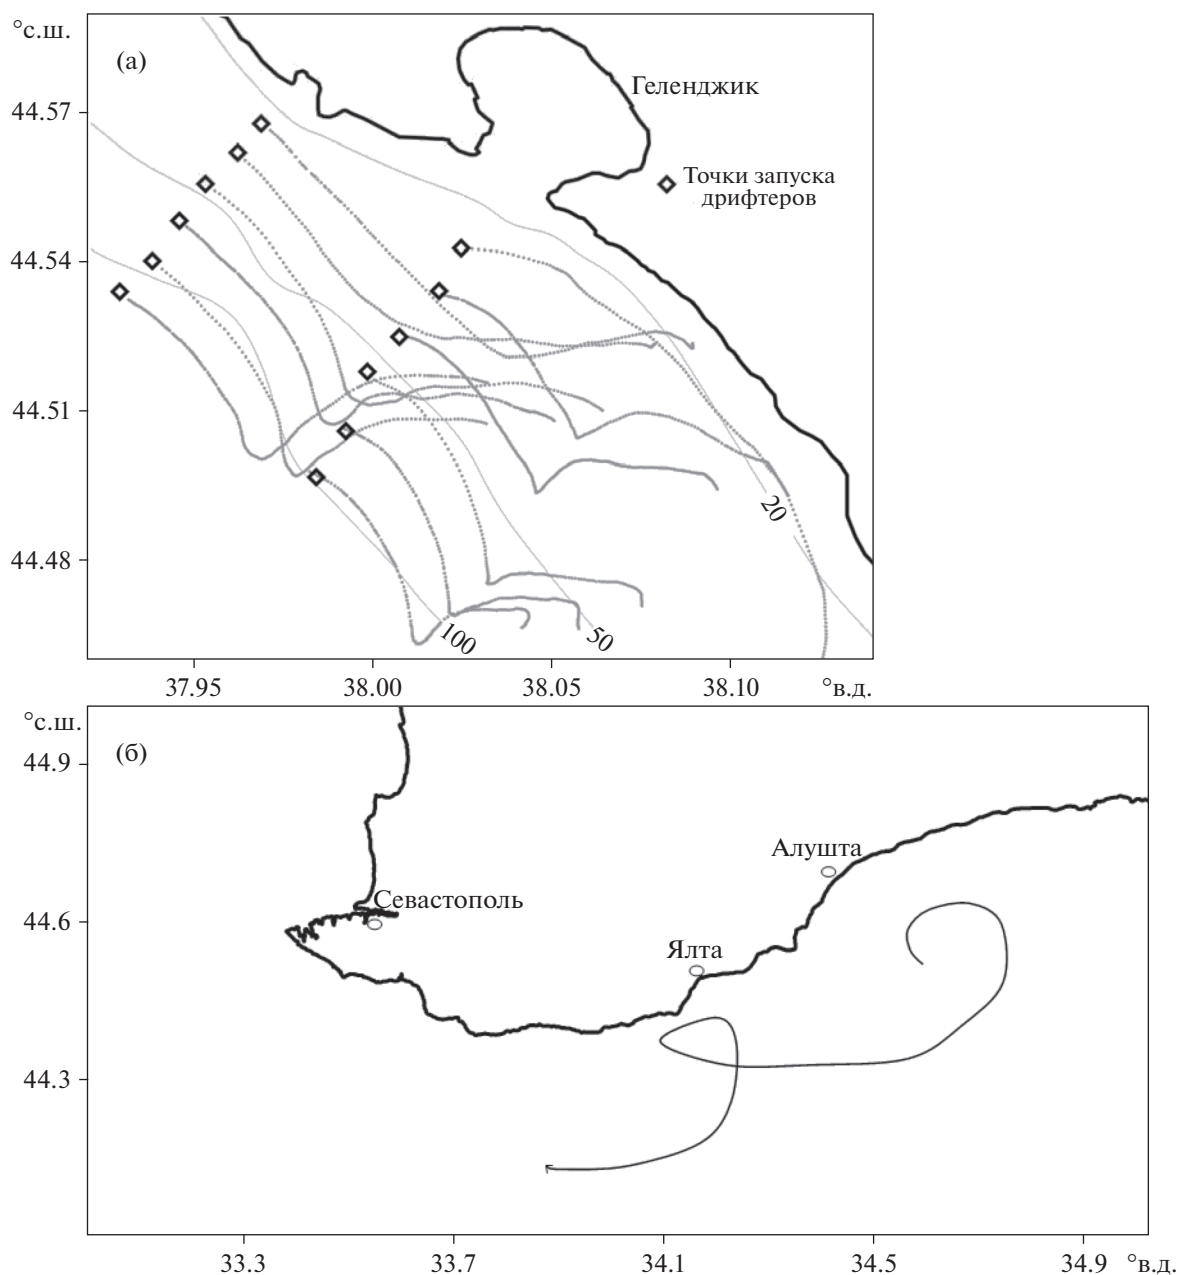 °с.ш.
(а)
Геленджик
44.57
Точки запуска
дрифтеров
44.54
44.51
20
44.48
100
50
37.95
38.00
38.05
38.10
°в.д.
°с.ш.
(б)
44.9
Алушта
Севастополь
44.6
Ялта
44.3
33.3
33.7
34.1
34.5
34.9
°в.д.